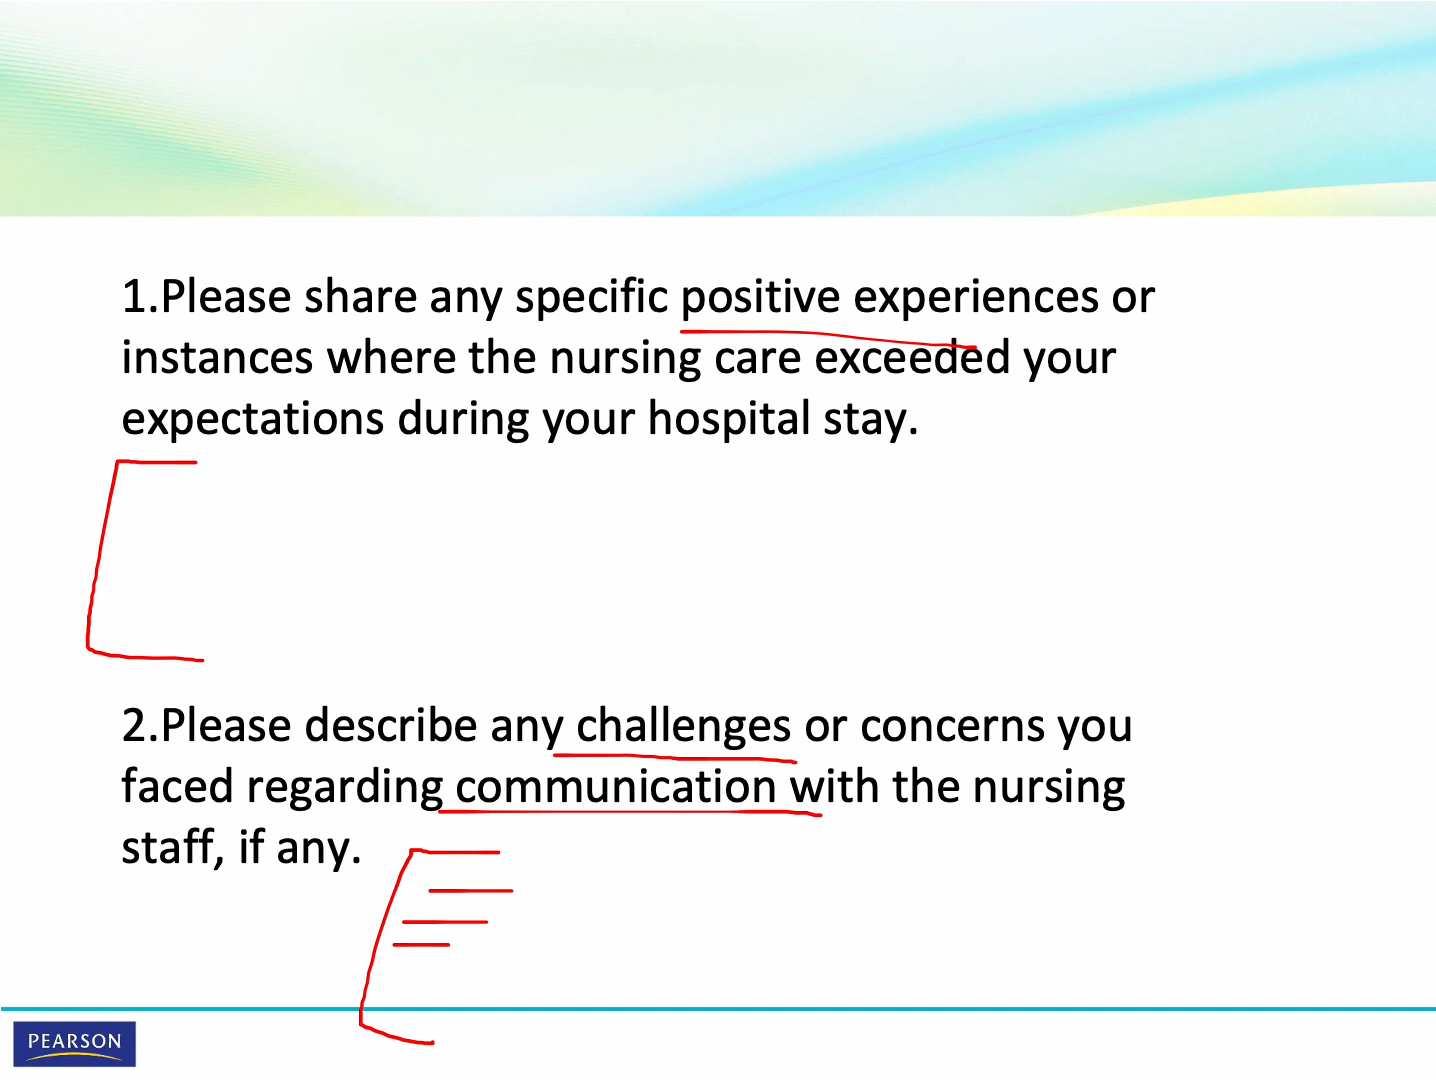 1.Please share any specific positive experiences or
instances where the nursing care exceeded your
expectations during your hospital stay.
2.Please describe any challenges or concerns you
faced regarding communication with the nursing
staff, if any.
PEARSON